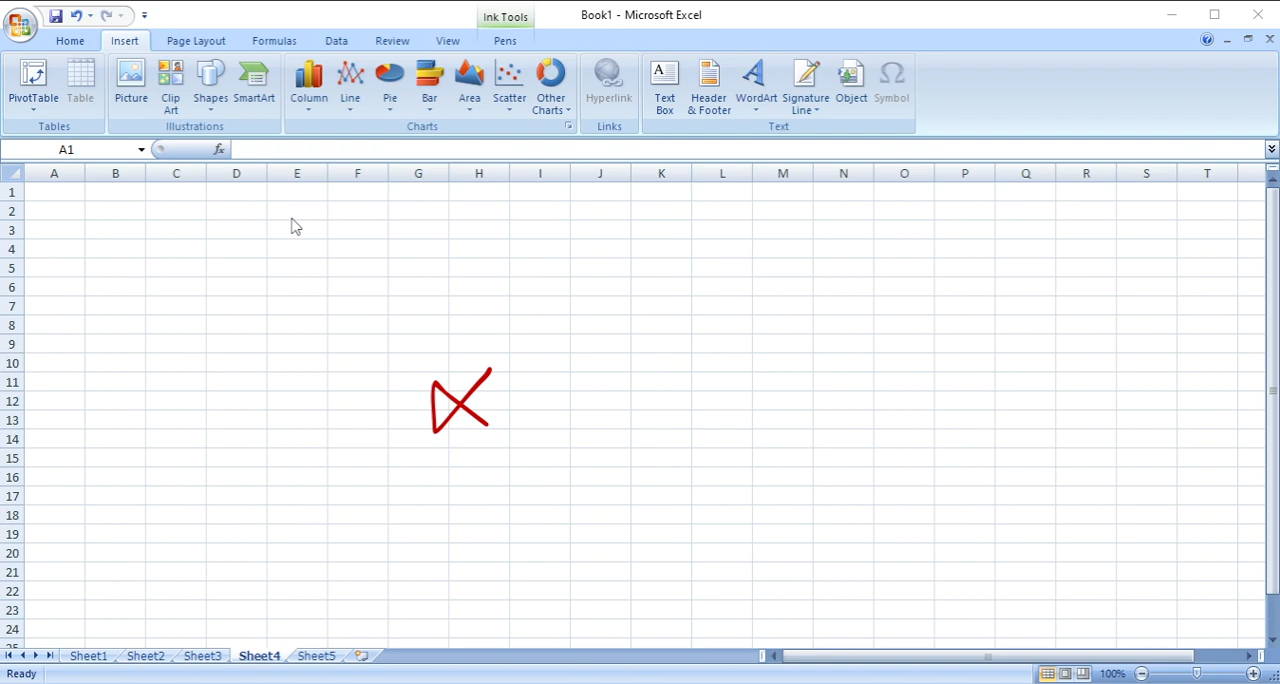 Ink Tools
Book1 - Microsoft Excel
Home Insert Page Layout Formulas Data Review View Pens
PivotTable Table Picture Clip Art Shapes SmartArt Column Line Pie Bar Area Scatter Other Charts Hyperlink Text Box Header & Footer WordArt Signature Line Object Symbol
Tables Illustrations Charts Links Text
A1 fx
A B C D E F G H I J K L M N O P Q R S T
1
2
3
4
5
6
7
8
9
10
11
12
13
14
15
16
17
18
19
20
21
22
23
24
25
Sheet1 Sheet2 Sheet3 Sheet4 Sheet5
Ready 100%